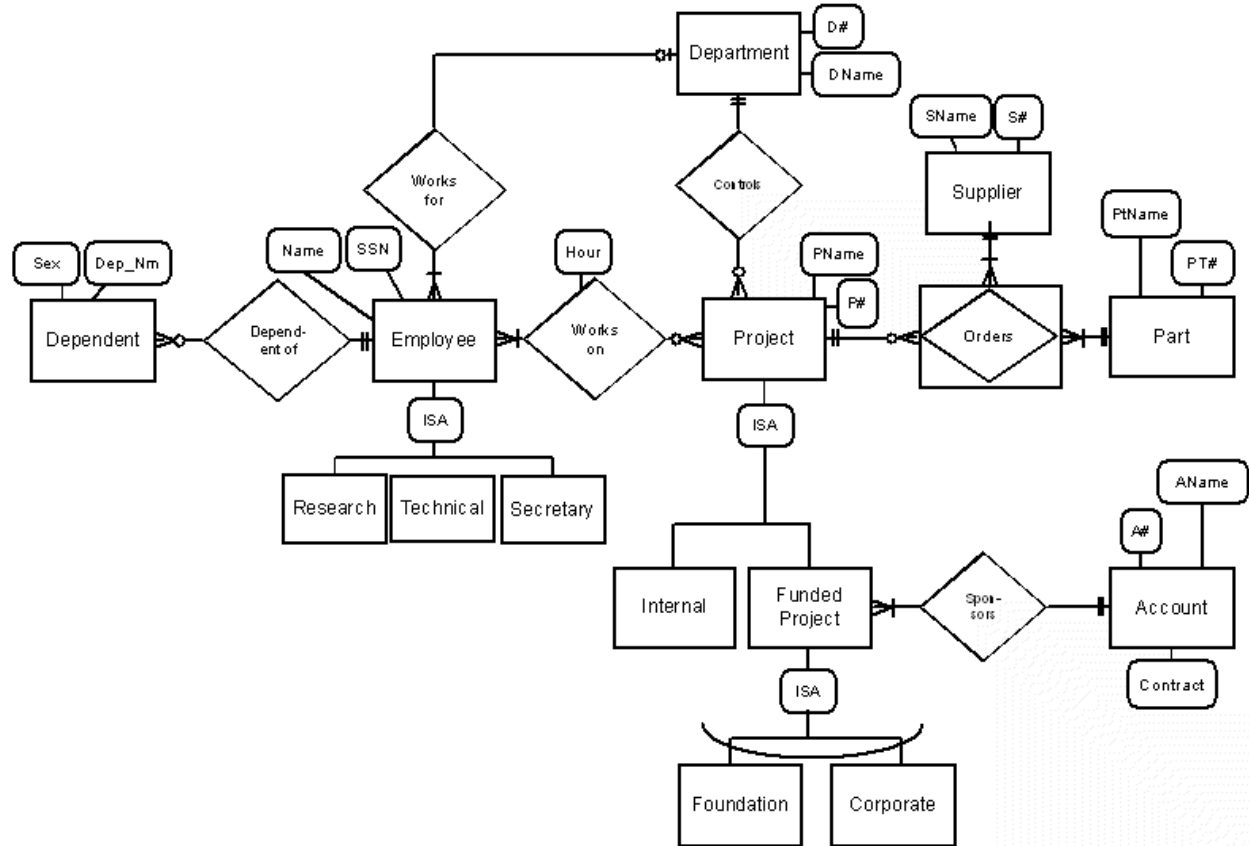 D#
Department
DName
SName
S#
Works
for
Controls
Supplier
PtName
Name
SSN
Hour
PName
Sex
Dep_Nm
PT#
P#
Dependent
Depend-
ent of
Employee
Works
on
Project
Orders
Part
ISA
ISA
Research
Technical
Secretary
AName
A#
Internal
Funded
Project
Spon-
sors
Account
ISA
Contract
Foundation
Corporate